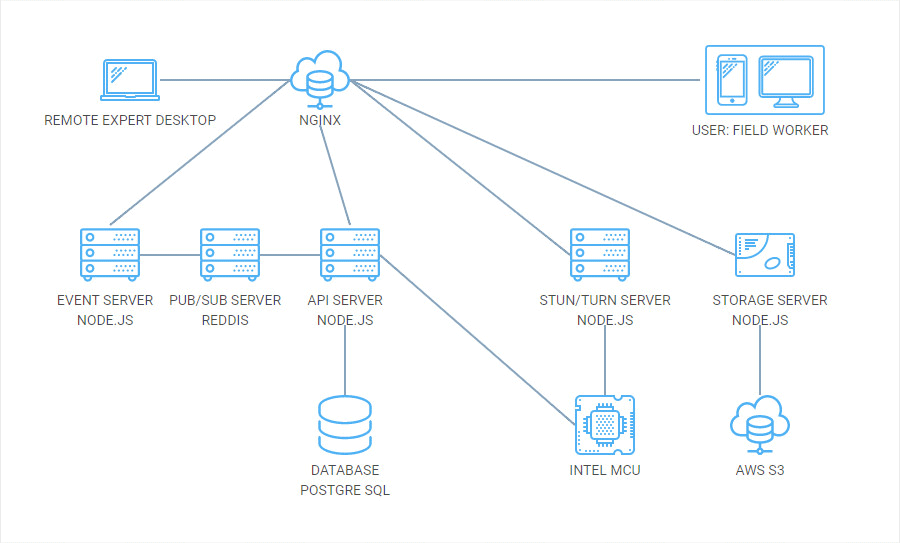 REMOTE EXPERT DESKTOP
NGINX
USER: FIELD WORKER
EVENT SERVER
NODE.JS
PUB/SUB SERVER
REDDIS
API SERVER
NODE.JS
STUN/TURN SERVER
NODE.JS
STORAGE SERVER
NODE.JS
DATABASE
POSTGRE SQL
INTEL MCU
AWS S3